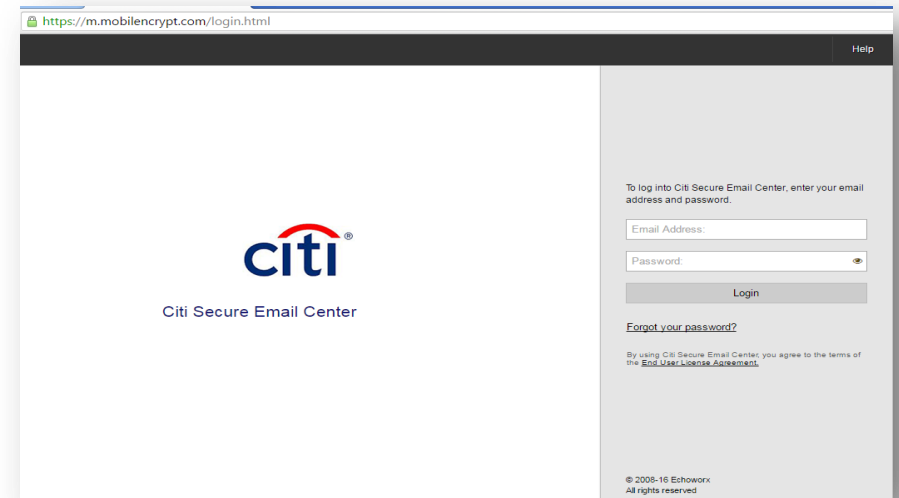 https://m.mobilencrypt.com/login.html
Help
To log into Citi Secure Email Center, enter your email
address and password.
Email Address:
citi®
Password:
Login
Citi Secure Email Center
Forgot your password?
By using Citi Secure Email Center, you agree to the terms of
the End User License Agreement.
© 2008-16 Echoworx
All rights reserved